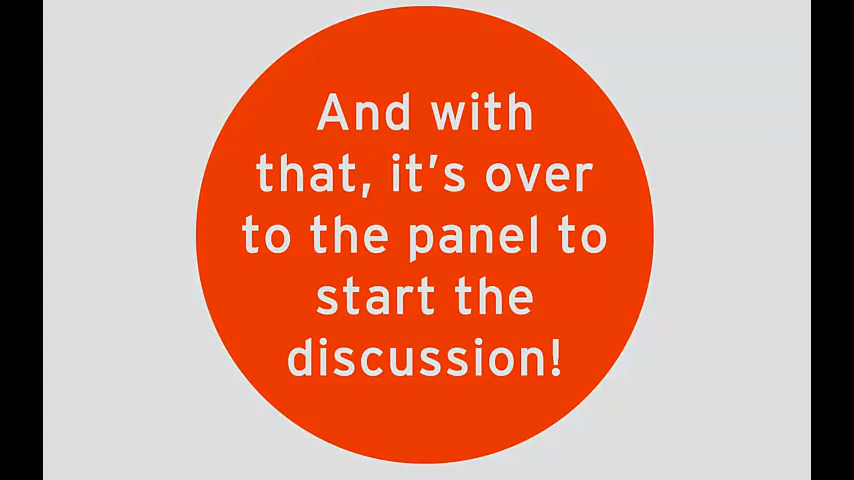 And with
that, it’s over
to the panel to
start the
discussion!